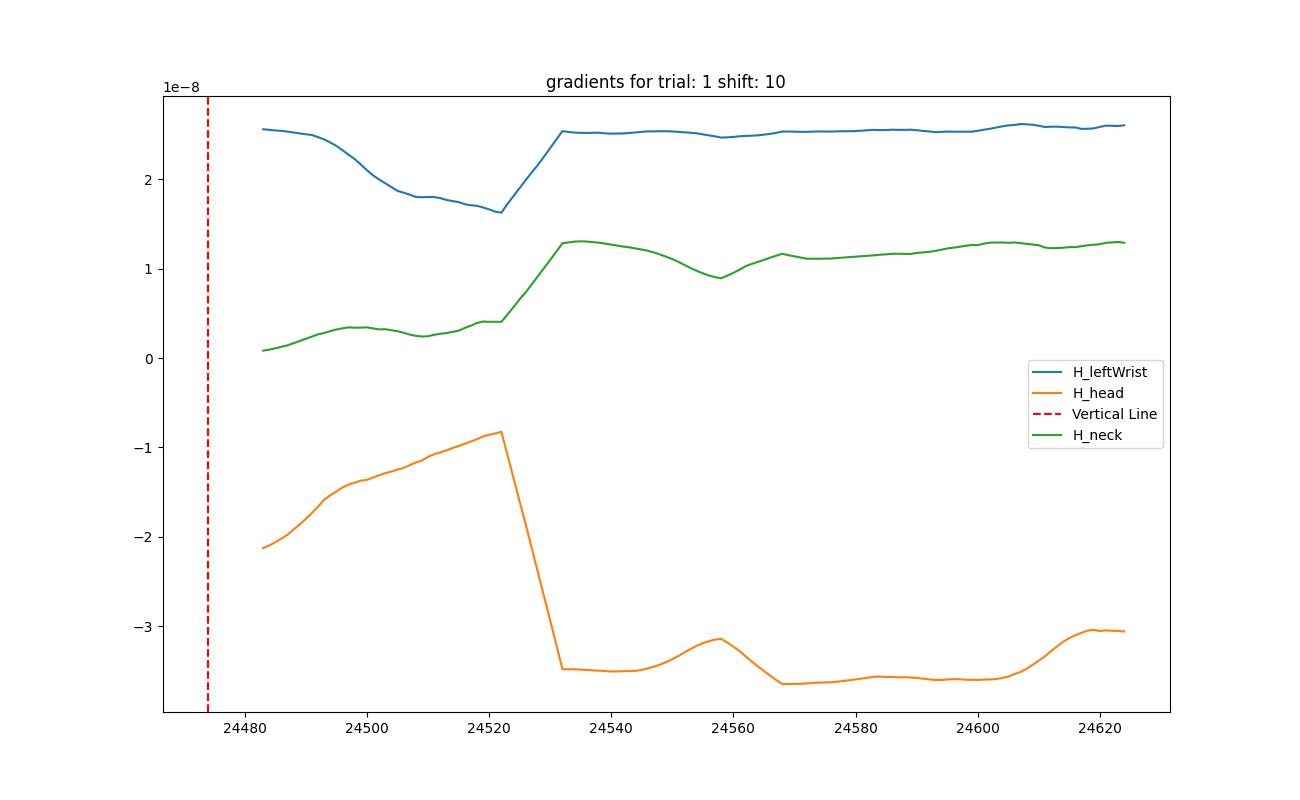 gradients for trial: 1 shift: 10
1e−8
2
1
0
−1
−2
−3
24480 24500 24520 24540 24560 24580 24600 24620
H_leftWrist
H_head
Vertical Line
H_neck